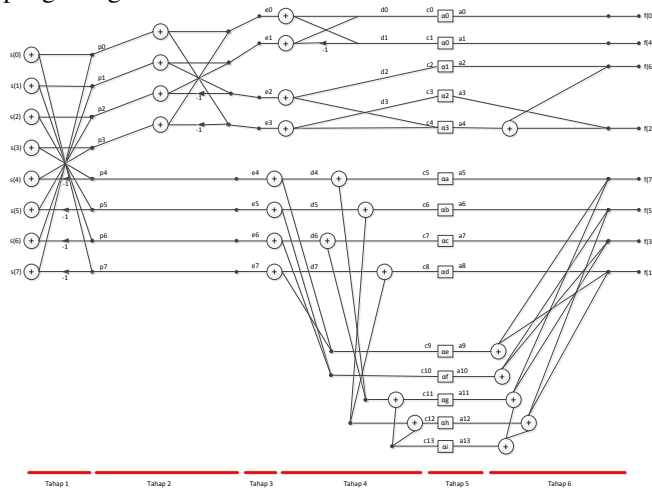 e0 d0 c0 α0 a0 f(0)
e1 d1 c1 α0 a1 f(4)
-1
s(0) p0
d2 c2 α1 a2 f(6)
s(1) p1
e2 d3 c3 α2 a3
-1
s(2) p2
e3 c4 α3 a4 f(2)
-1
s(3) p3
s(4) -1 p4 e4 d4 c5 αa a5 f(7)
s(5) -1 p5 e5 d5 c6 αb a6 f(5)
s(6) -1 p6 e6 d6 c7 αc a7 f(3)
s(7) -1 p7 e7 d7 c8 αd a8 f(1)
c9 αe a9
c10 αf a10
c11 αg a11
c12 αh a12
c13 αi a13
Tahap 1 Tahap 2 Tahap 3 Tahap 4 Tahap 5 Tahap 6